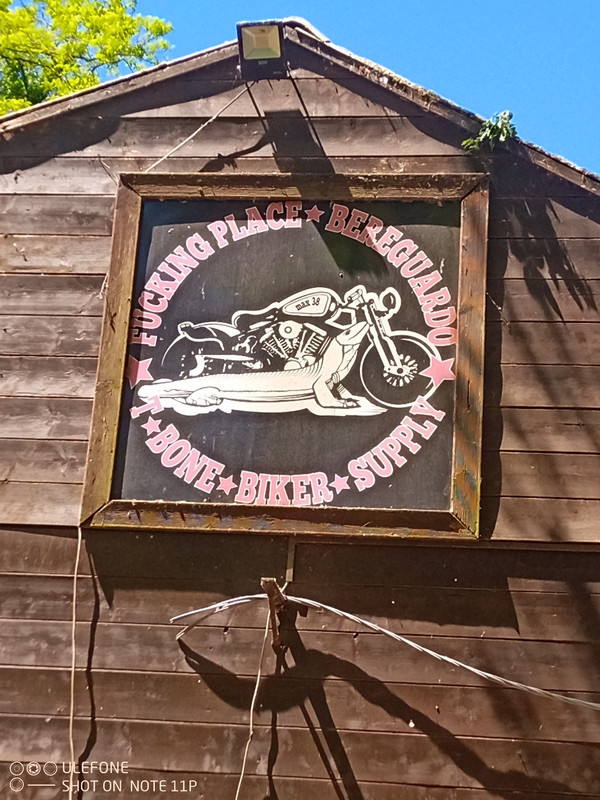 FUCKING PLACE ★ BEREGUARDO
max 38
T★BONE★BIKER★SUPPLY
ULEFONE
SHOT ON NOTE 11P